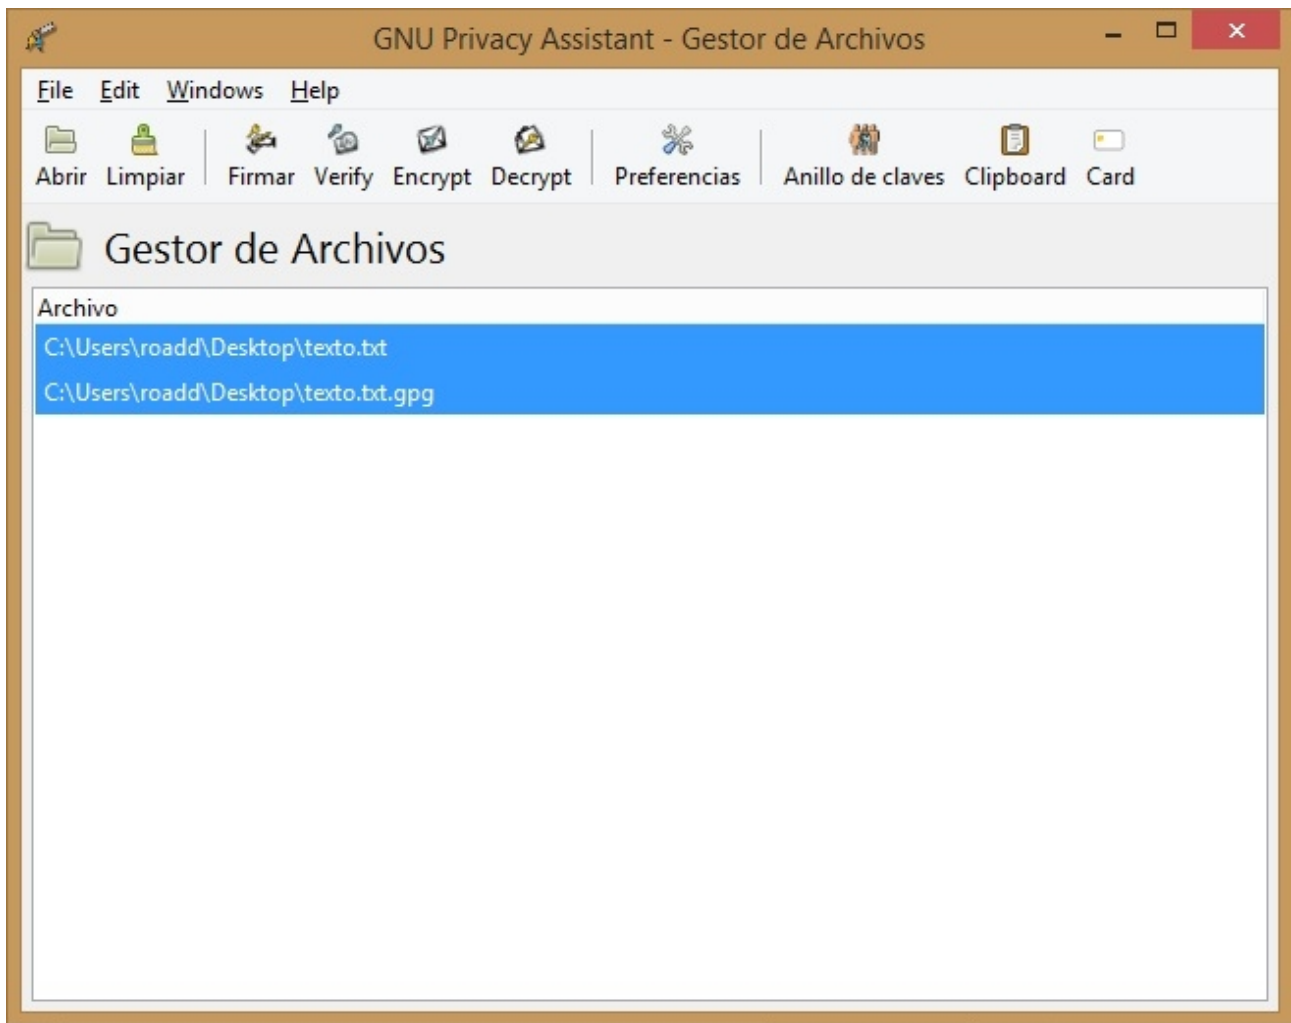 GNU Privacy Assistant - Gestor de Archivos
File Edit Windows Help
Abrir Limpiar Firmar Verify Encrypt Decrypt Preferencias Anillo de claves Clipboard Card
Gestor de Archivos
Archivo
C:\Users\roadd\Desktop\texto.txt
C:\Users\roadd\Desktop\texto.txt.gpg